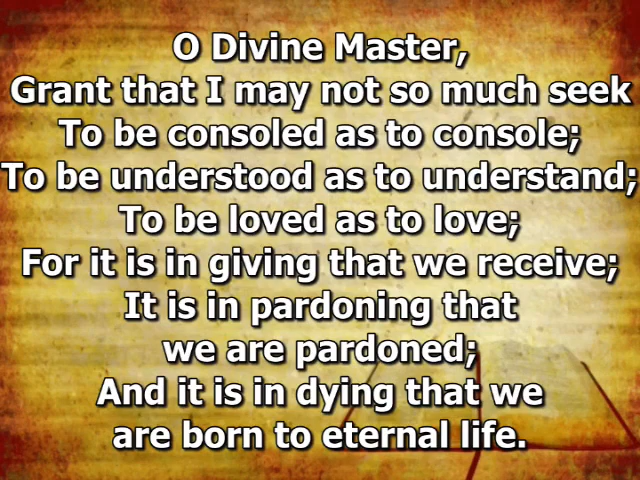 O Divine Master,
Grant that I may not so much seek
To be consoled as to console;
To be understood as to understand;
To be loved as to love;
For it is in giving that we receive;
It is in pardoning that
we are pardoned;
And it is in dying that we
are born to eternal life.